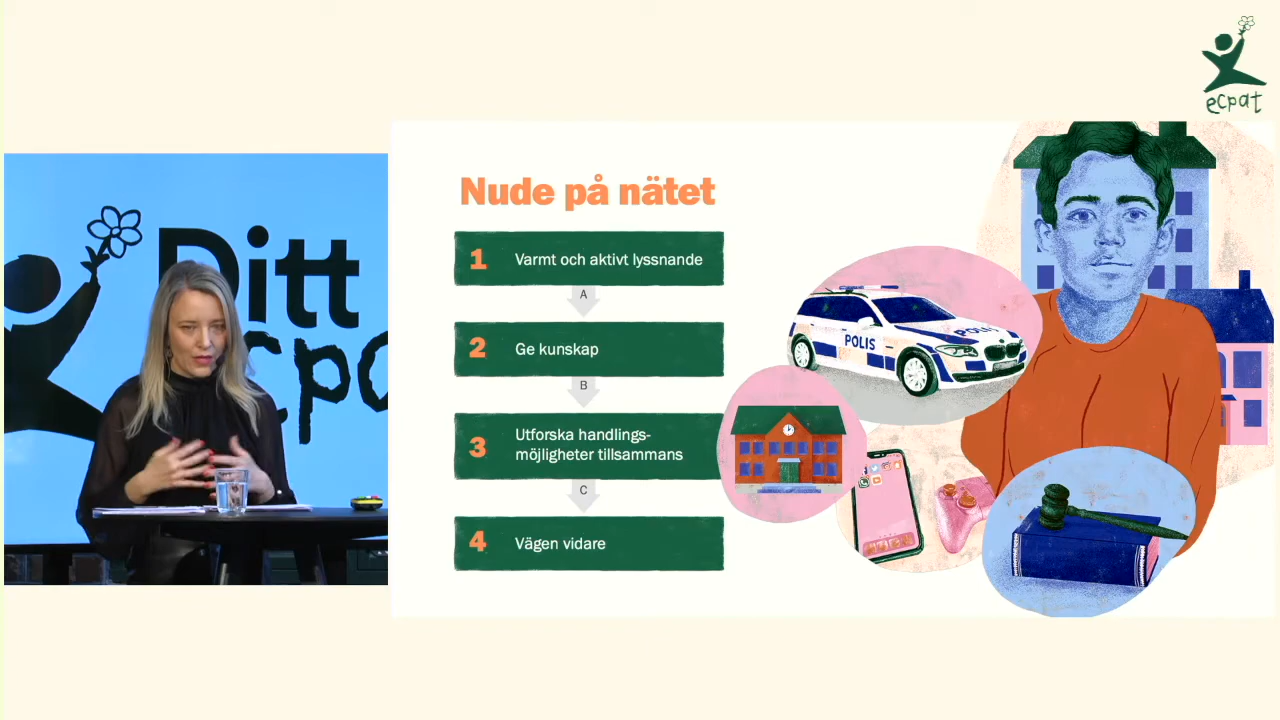 ecpat
Ditt
ecpa
Nude på nätet
1 Varmt och aktivt lyssnande
A
2 Ge kunskap
B
3 Utforska handlings-
möjligheter tillsammans
C
4 Vägen vidare
POLIS
POLIS